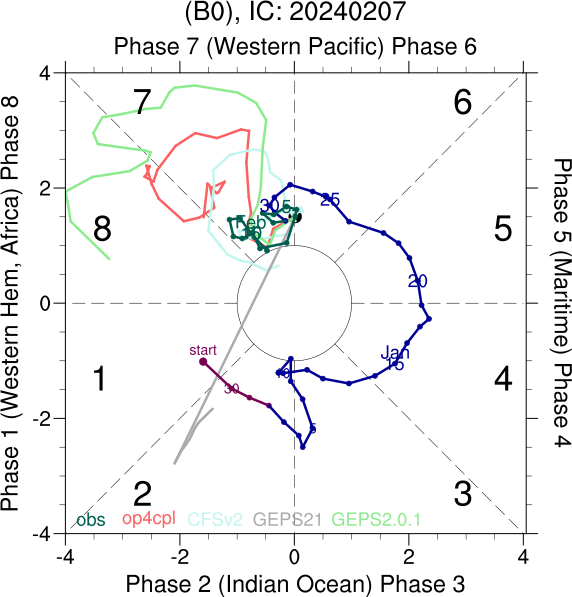 (B0), IC: 20240207
Phase 7 (Western Pacific) Phase 6
4
7
6
Phase 1 (Western Hem, Africa) Phase 8
Phase 5 (Maritime) Phase 4
2
30
5
25
Feb
8
5
20
0
start
Jan
15
10
1
4
30
-2
5
2
3
obs
op4cpl
CFSv2
GEPS21
GEPS2.0.1
-4
-4
-2
0
2
4
Phase 2 (Indian Ocean) Phase 3